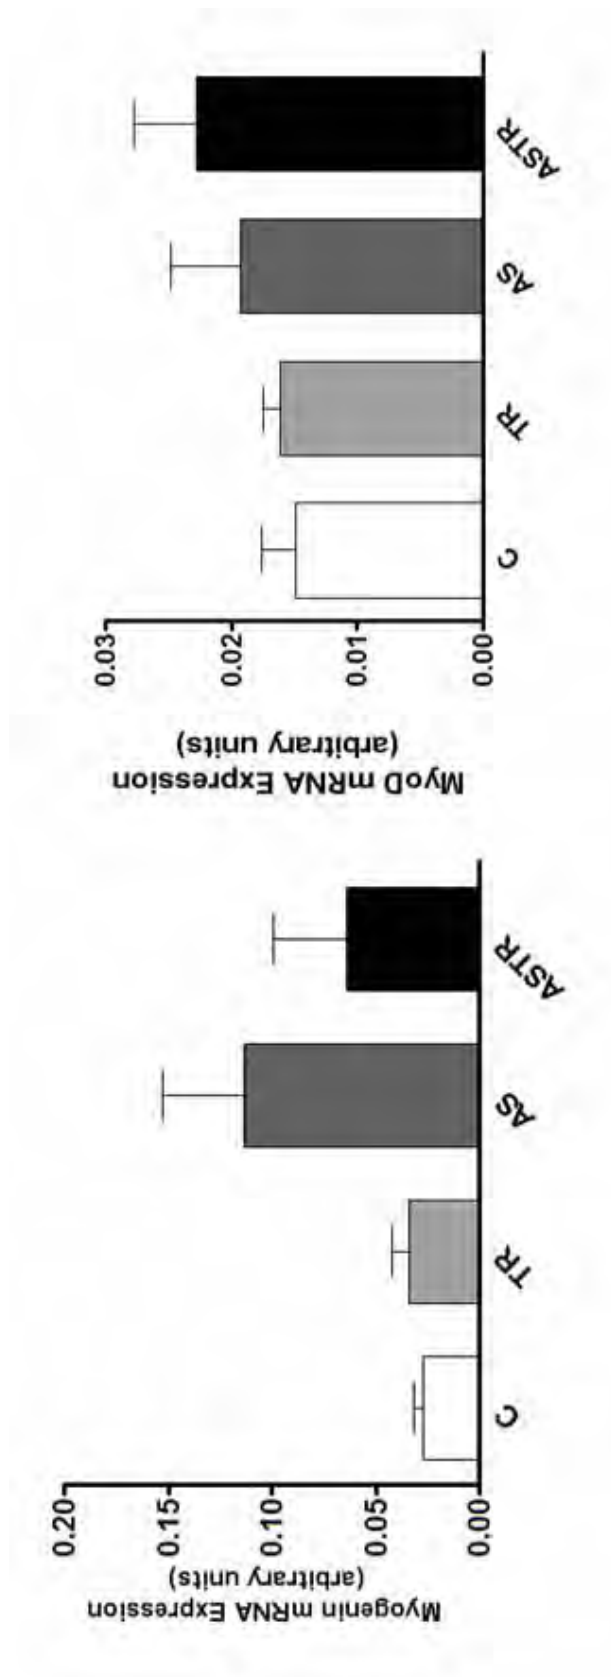 MyoD mRNA Expression
(arbitrary units)
0.03
0.02
0.01
0.00
C
TR
AS
ASTR
Myogenin mRNA Expression
(arbitrary units)
0.20
0.15
0.10
0.05
0.00
C
TR
AS
ASTR